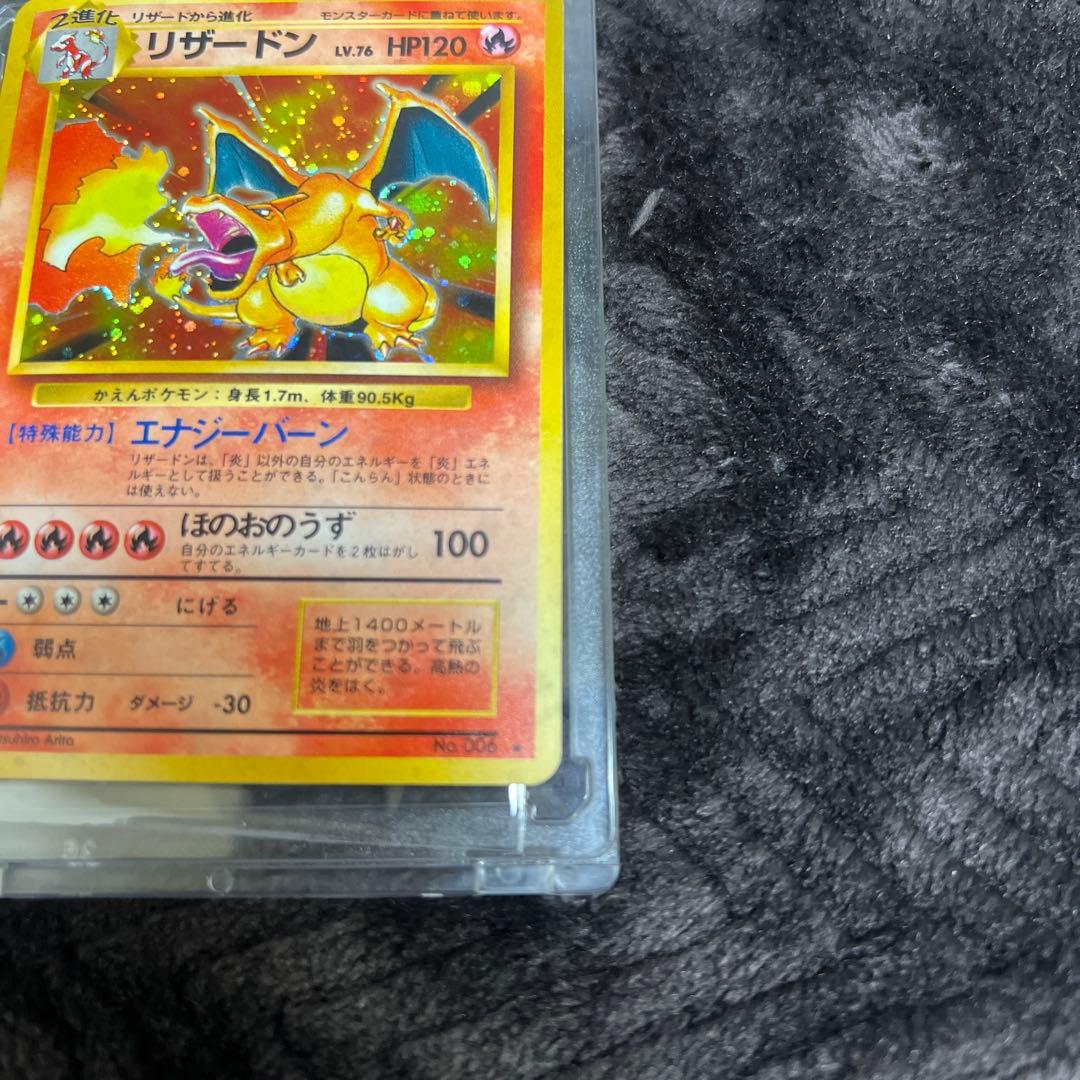 2進化 リザードから進化 モンスターカードに重ねて使います。
リザードン LV.76 HP120
かえんポケモン：身長1.7m、体重90.5Kg
【特殊能力】エナジーバーン
リザードンは、「炎」以外の自分のエネルギーを「炎」エネ
ルギーとして扱うことができる。「こんらん」状態のときに
は使えない。
ほのおのうず 100
自分のエネルギーカードを２枚はがし
てすてる。
にげる
弱点
抵抗力 ダメージ -30
地上1400メートル
まで羽をつかって飛ぶ
ことができる。高熱の
炎をはく。
tsuhiro Arita
No. 006